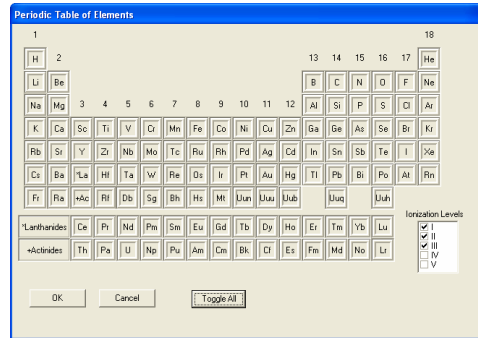 Periodic Table of Elements
1 18
H 2 13 14 15 16 17 He
Li Be B C N O F Ne
Na Mg 3 4 5 6 7 8 9 10 11 12 Al Si P S Cl Ar
K Ca Sc Ti V Cr Mn Fe Co Ni Cu Zn Ga Ge As Se Br Kr
Rb Sr Y Zr Nb Mo Tc Ru Rh Pd Ag Cd In Sn Sb Te I Xe
Cs Ba *La Hf Ta W Re Os Ir Pt Au Hg Tl Pb Bi Po At Rn
Fr Ra +Ac Rf Db Sg Bh Hs Mt Uun Uuu Uub Uuq Uuh
*Lanthanides Ce Pr Nd Pm Sm Eu Gd Tb Dy Ho Er Tm Yb Lu
+Actinides Th Pa U Np Pu Am Cm Bk Cf Es Fm Md No Lr
Ionization Levels
I
II
III
IV
V
OK Cancel Toggle All